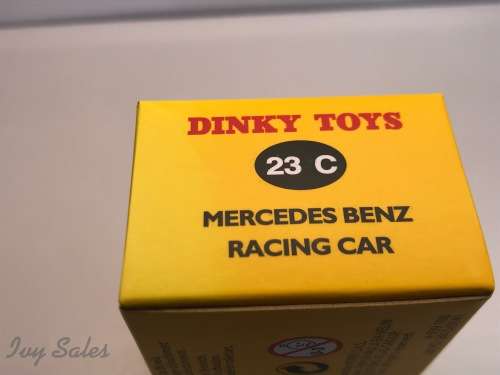 DINKY TOYS
23 C
MERCEDES BENZ
RACING CAR
Ivy Sales